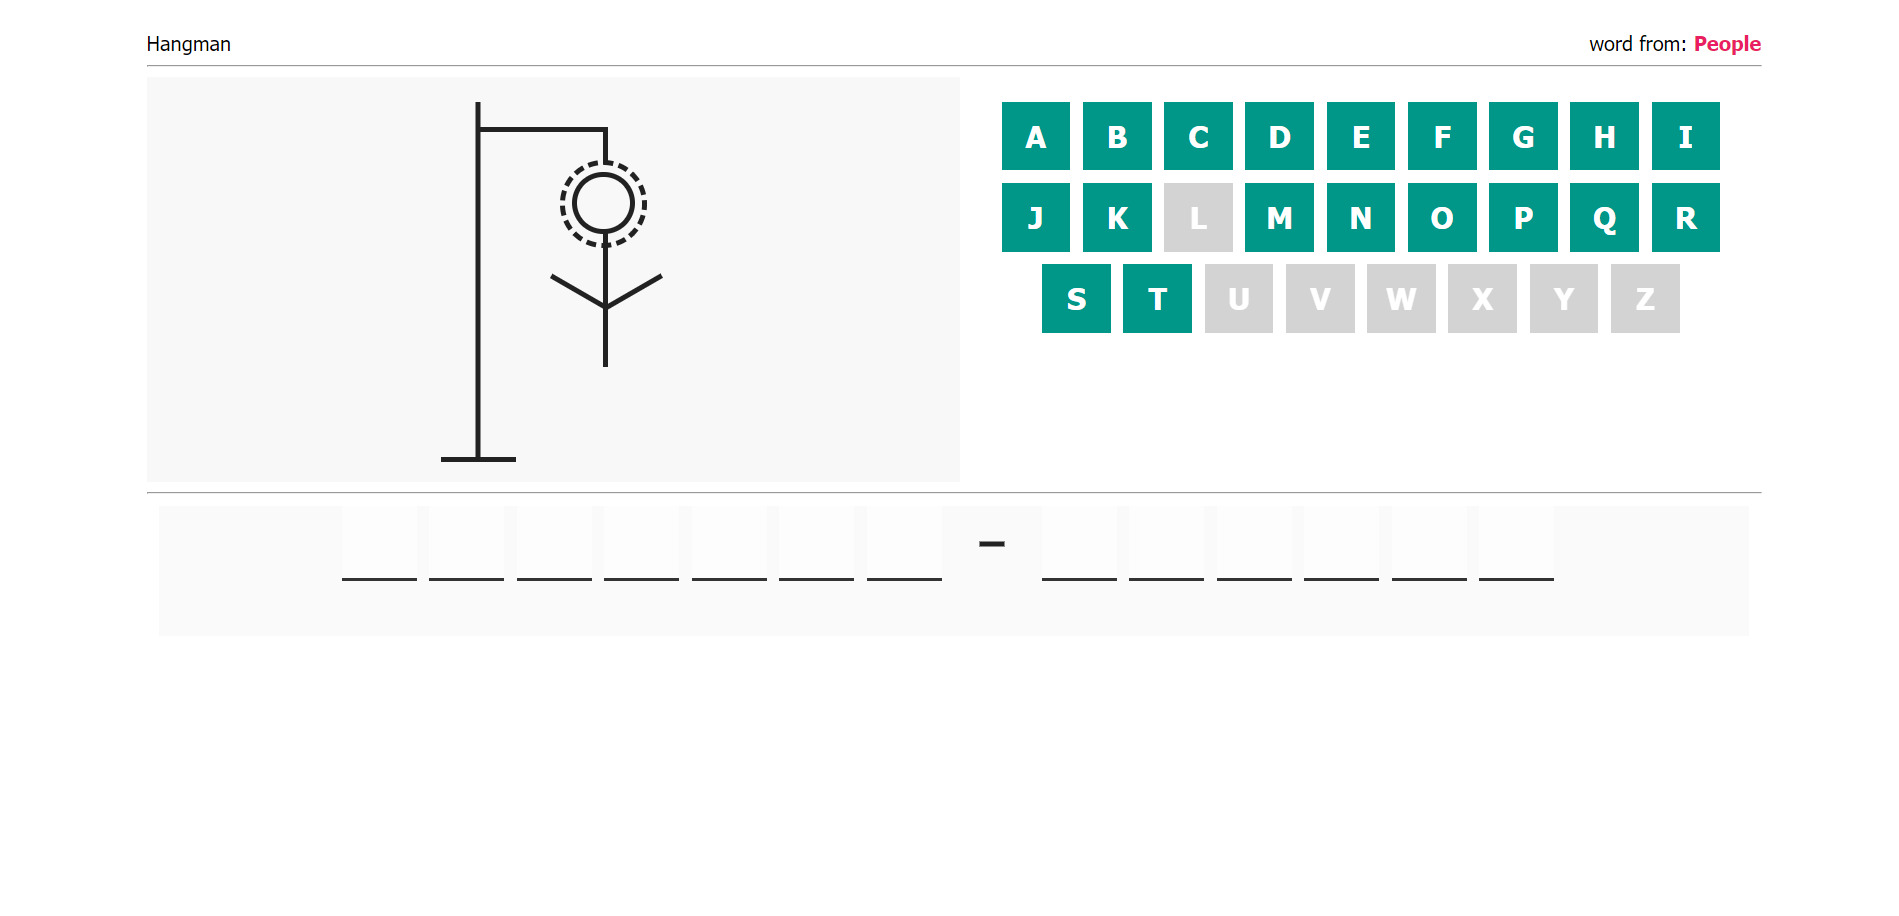 Hangman
word from: People
A B C D E F G H I
J K L M N O P Q R
S T U V W X Y Z
–